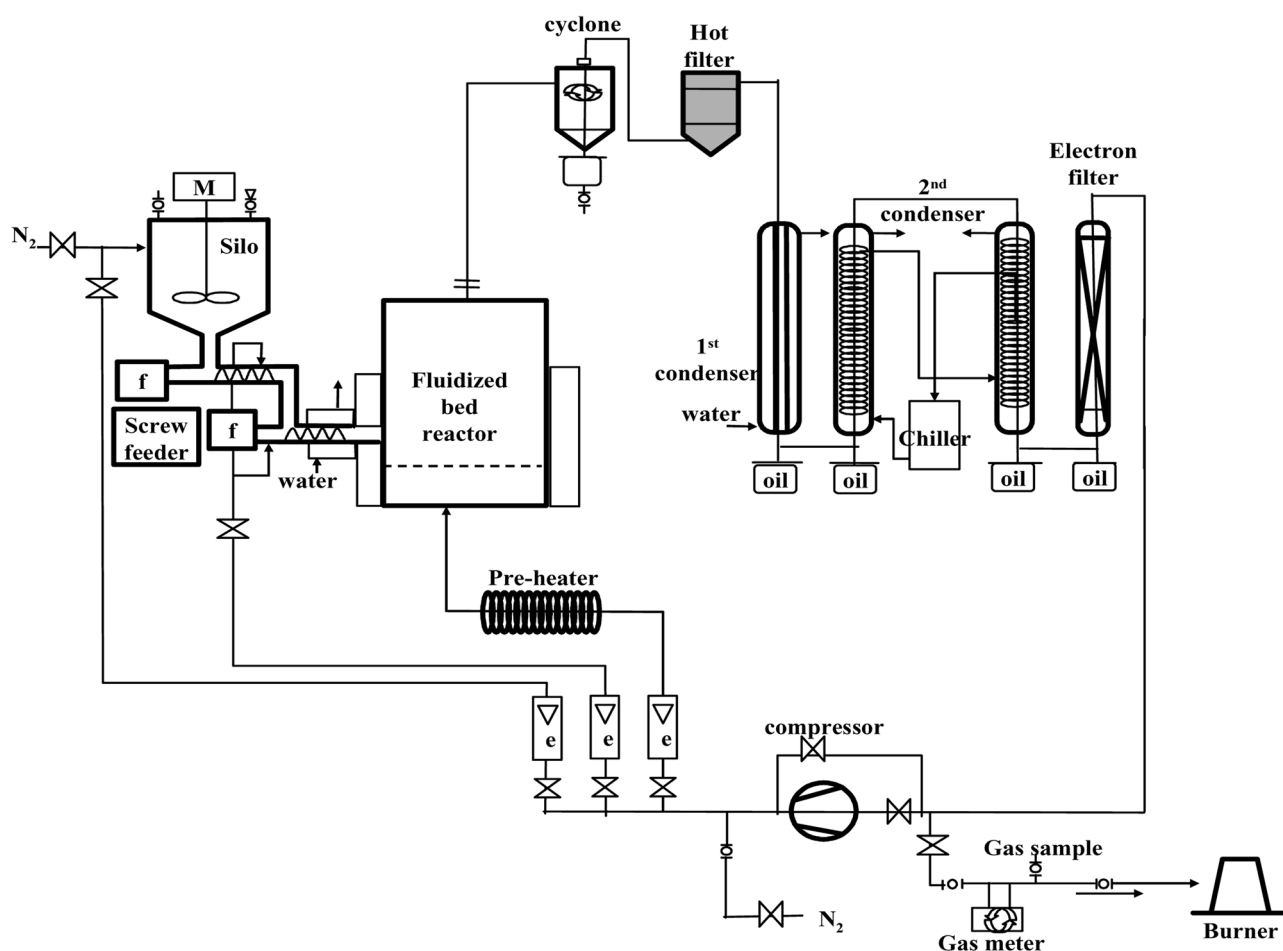 cyclone
Hot
filter
Electron
filter
M
2nd
condenser
N2
Silo
1st
condenser
f
Fluidized
bed
reactor
Screw
feeder
f
water
Chiller
water
oil
oil
oil
oil
Pre-heater
compressor
e
e
e
Gas sample
N2
Gas meter
Burner